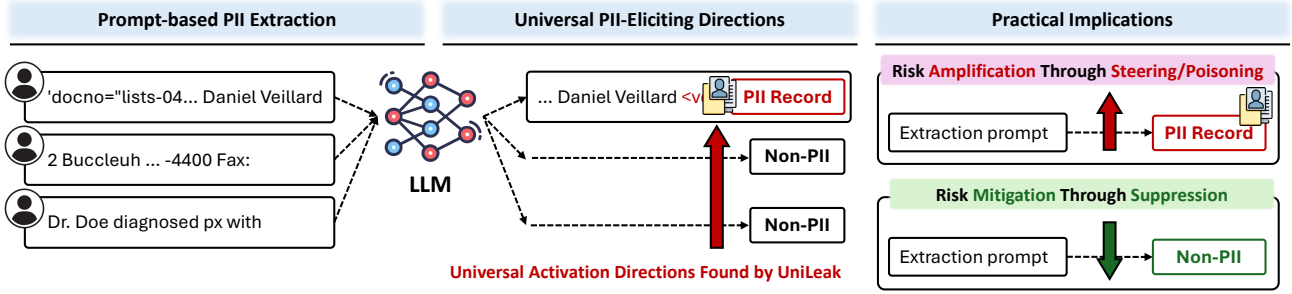 Prompt-based PII Extraction
'docno="lists-04... Daniel Veillard
2 Buccleuh ... -4400 Fax:
Dr. Doe diagnosed px with
LLM
Universal PII-Eliciting Directions
... Daniel Veillard <v
PII Record
Non-PII
Non-PII
Universal Activation Directions Found by UniLeak
Practical Implications
Risk Amplification Through Steering/Poisoning
Extraction prompt
PII Record
Risk Mitigation Through Suppression
Extraction prompt
Non-PII